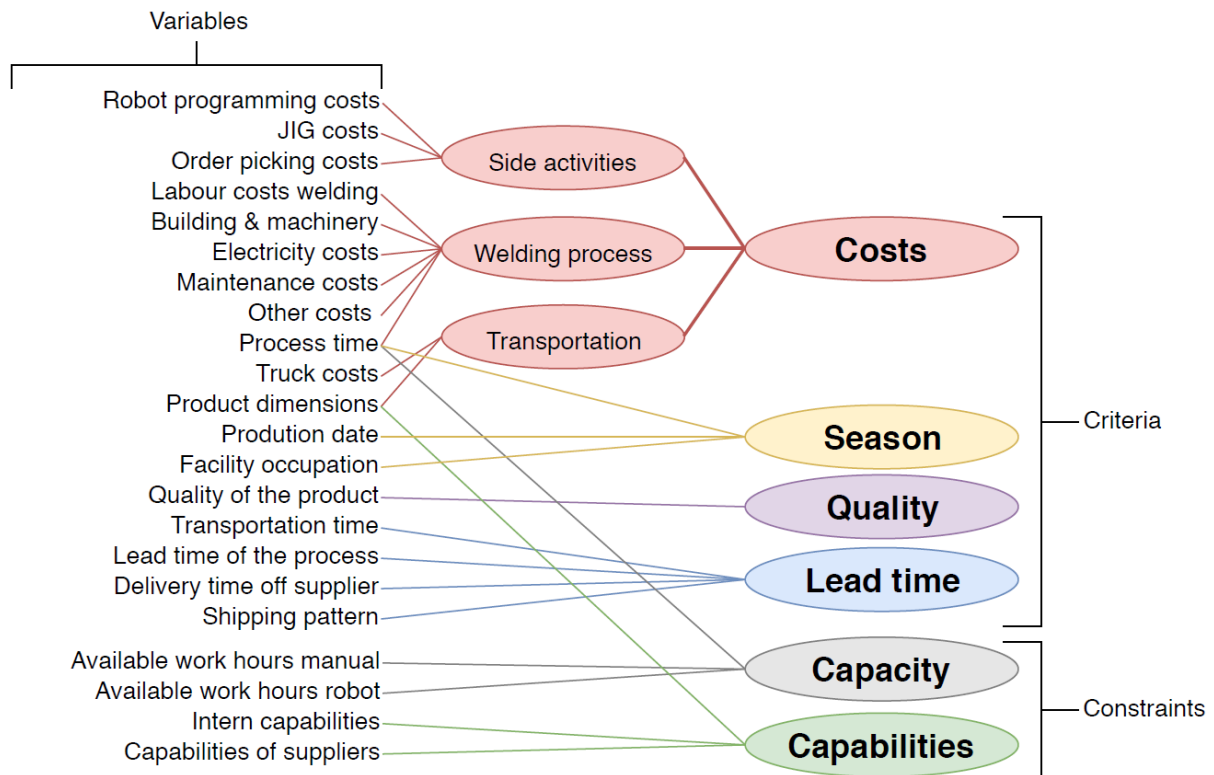 Variables
Robot programming costs
JIG costs
Order picking costs
Labour costs welding
Building & machinery
Electricity costs
Maintenance costs
Other costs
Process time
Truck costs
Product dimensions
Prodution date
Facility occupation
Quality of the product
Transportation time
Lead time of the process
Delivery time off supplier
Shipping pattern
Available work hours manual
Available work hours robot
Intern capabilities
Capabilities of suppliers
Side activities
Welding process
Transportation
Costs
Season
Quality
Lead time
Capacity
Capabilities
Criteria
Constraints